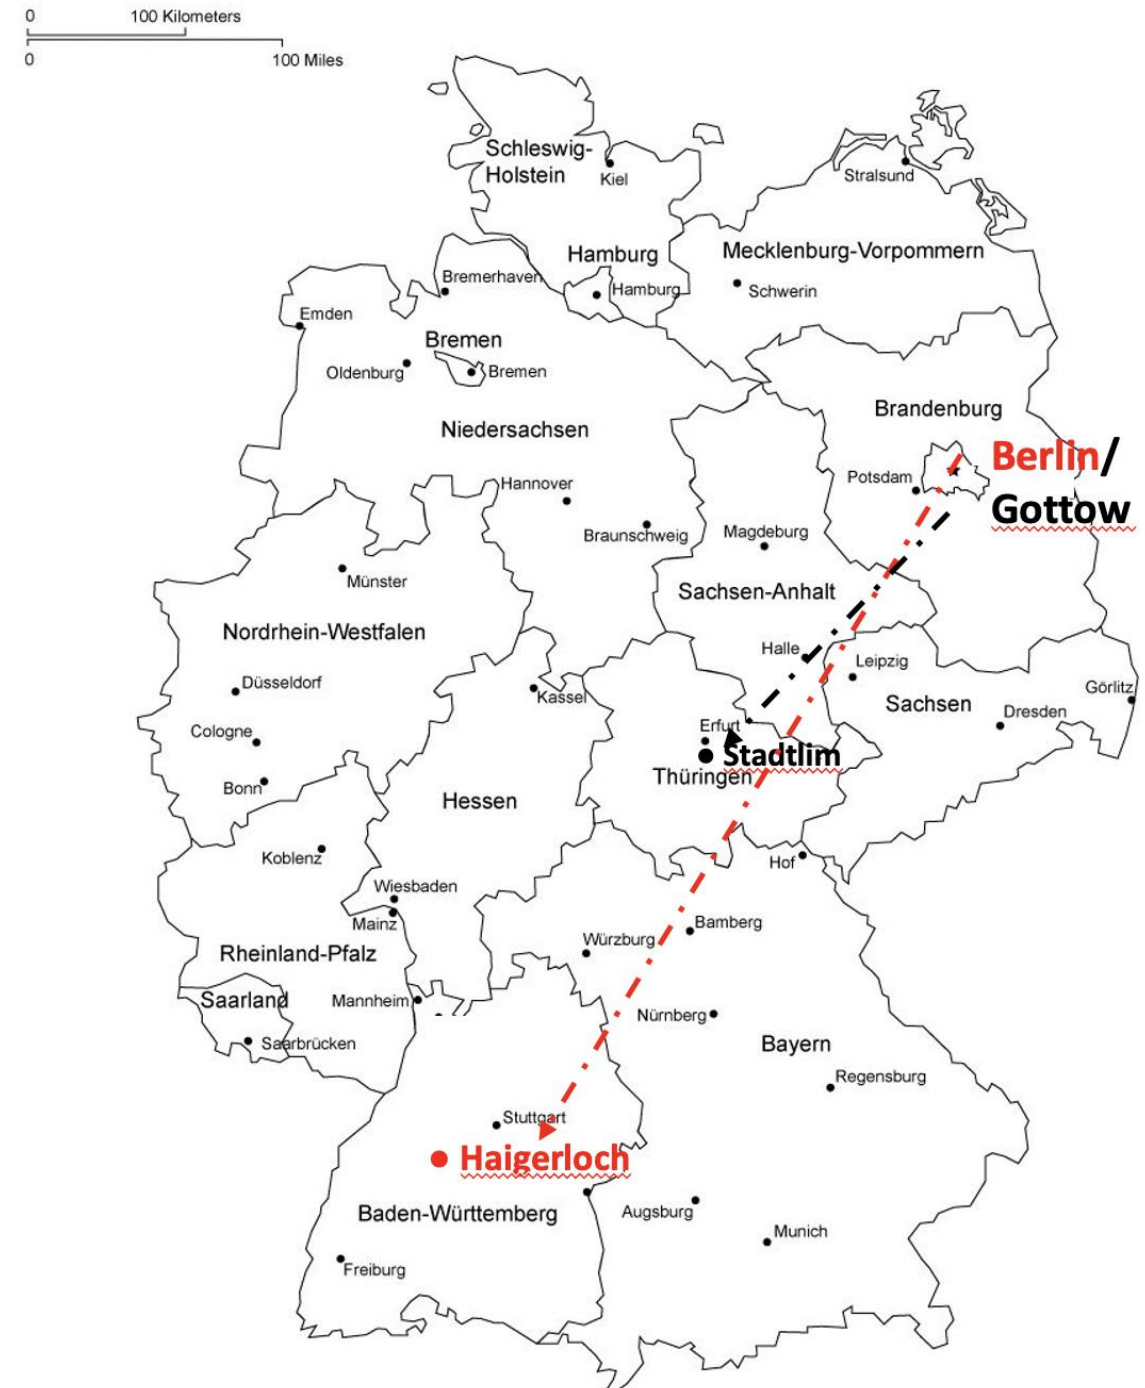 0 100 Kilometers
0 100 Miles
Schleswig-
Holstein
Kiel
Stralsund
Hamburg
Mecklenburg-Vorpommern
Bremerhaven
Hamburg
Schwerin
Emden
Bremen
Oldenburg
Bremen
Brandenburg
Niedersachsen
Berlin/
Potsdam
Hannover
Gottow
Braunschweig
Magdeburg
Münster
Sachsen-Anhalt
Nordrhein-Westfalen
Halle
Leipzig
Düsseldorf
Kassel
Görlitz
Sachsen
Dresden
Cologne
Erfurt
Stadtlim
Thüringen
Bonn
Hessen
Koblenz
Hof
Wiesbaden
Mainz
Bamberg
Würzburg
Rheinland-Pfalz
Saarland
Mannheim
Nürnberg
Saarbrücken
Bayern
Regensburg
Stuttgart
Haigerloch
Baden-Württemberg
Augsburg
Munich
Freiburg